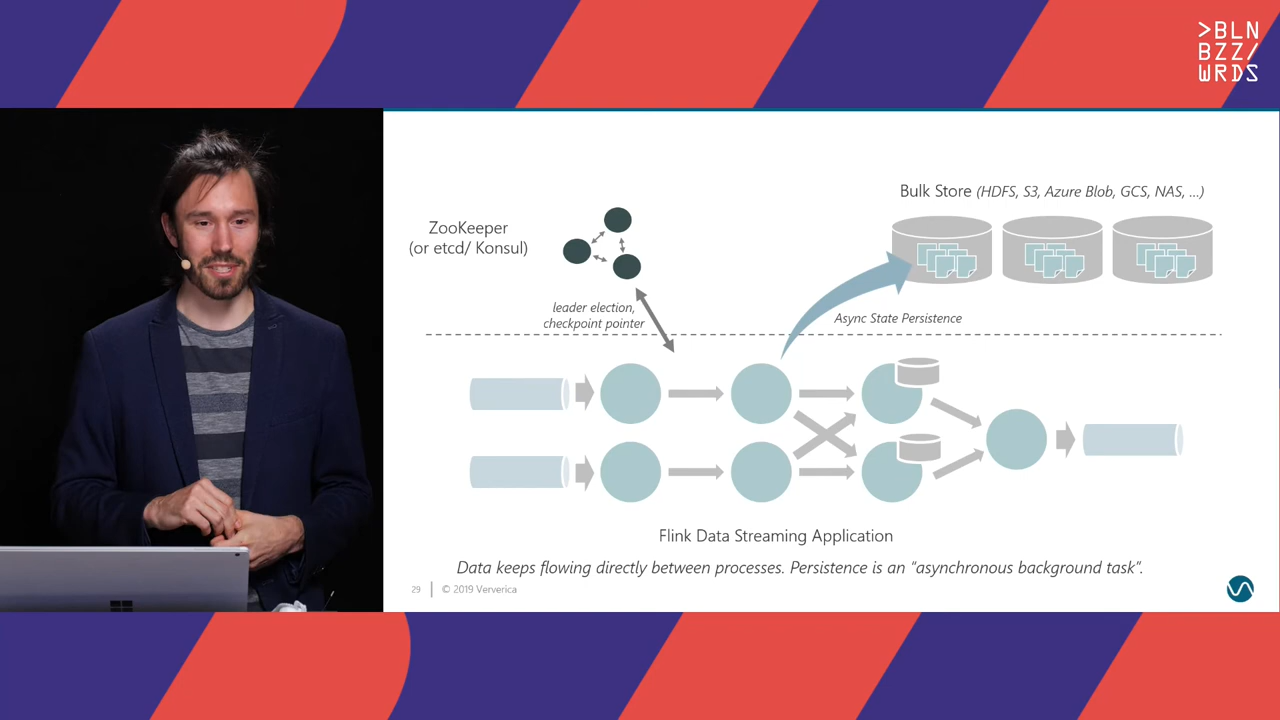 >BLN
BZZ/
WRDS
Bulk Store (HDFS, S3, Azure Blob, GCS, NAS, ...)
ZooKeeper
(or etcd/ Konsul)
leader election,
checkpoint pointer
Async State Persistence
Flink Data Streaming Application
Data keeps flowing directly between processes. Persistence is an “asynchronous background task”.
29
© 2019 Ververica